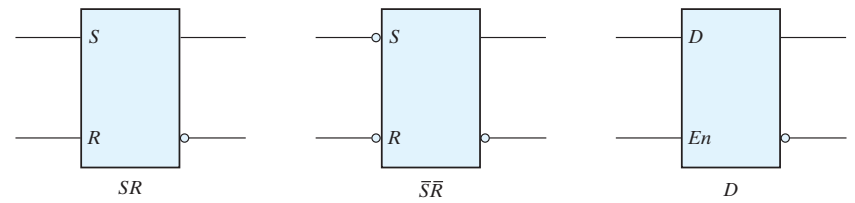 S S D
R R En
SR S̅R̅ D